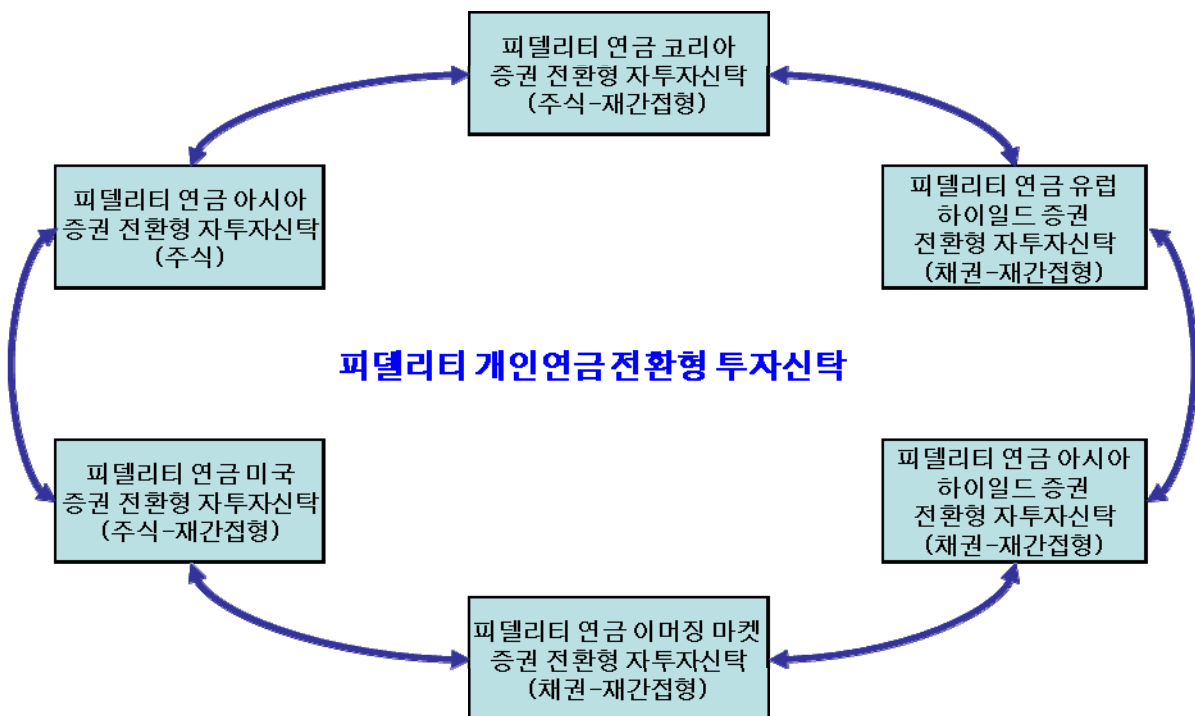 피델리티 연금 코리아
증권 전환형 자투자신탁
(주식-재간접형)
피델리티 연금 아시아
증권 전환형 자투자신탁
(주식)
피델리티 연금 유럽
하이일드 증권
전환형 자투자신탁
(채권-재간접형)
피델리티 개인연금 전환형 투자신탁
피델리티 연금 미국
증권 전환형 자투자신탁
(주식-재간접형)
피델리티 연금 아시아
하이일드 증권
전환형 자투자신탁
(채권-재간접형)
피델리티 연금 이머징 마켓
증권 전환형 자투자신탁
(채권-재간접형)